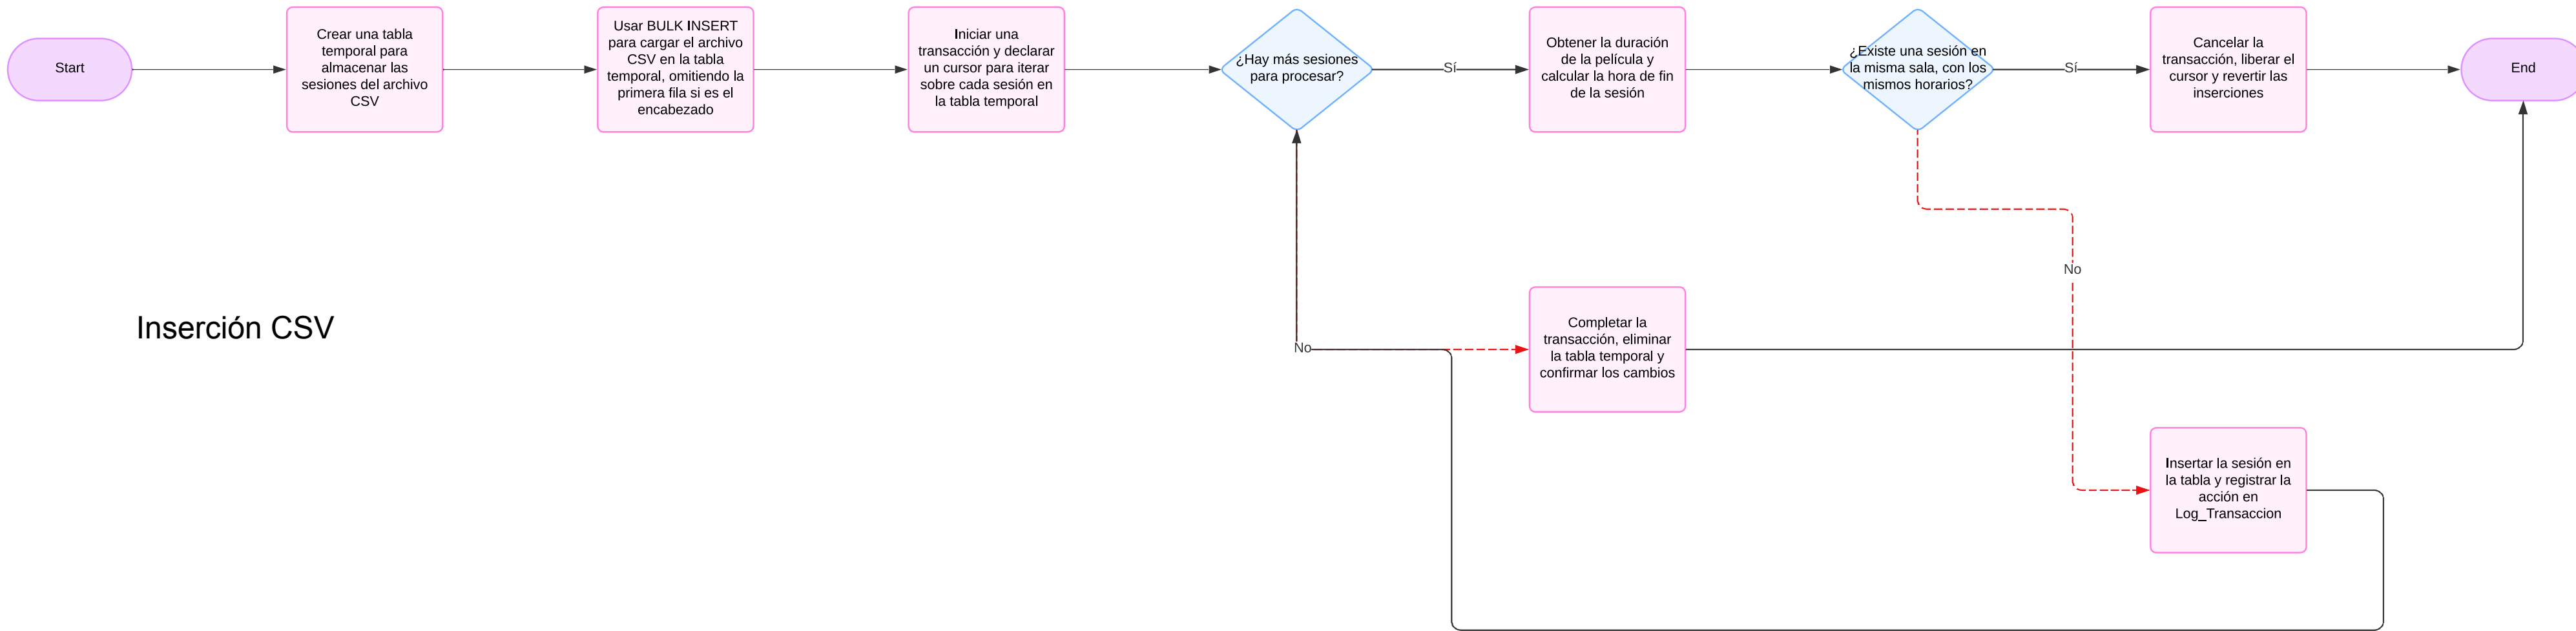 Start
Crear una tabla
temporal para
almacenar las
sesiones del archivo
CSV
Usar BULK INSERT
para cargar el archivo
CSV en la tabla
temporal, omitiendo la
primera fila si es el
encabezado
Iniciar una
transacción y declarar
un cursor para iterar
sobre cada sesión en
la tabla temporal
¿Hay más sesiones
para procesar?
Sí
Obtener la duración
de la película y
calcular la hora de fin
de la sesión
¿Existe una sesión en
la misma sala, con los
mismos horarios?
Sí
Cancelar la
transacción, liberar el
cursor y revertir las
inserciones
End
No
Inserción CSV
No
Completar la
transacción, eliminar
la tabla temporal y
confirmar los cambios
Insertar la sesión en
la tabla y registrar la
acción en
Log_Transaccion